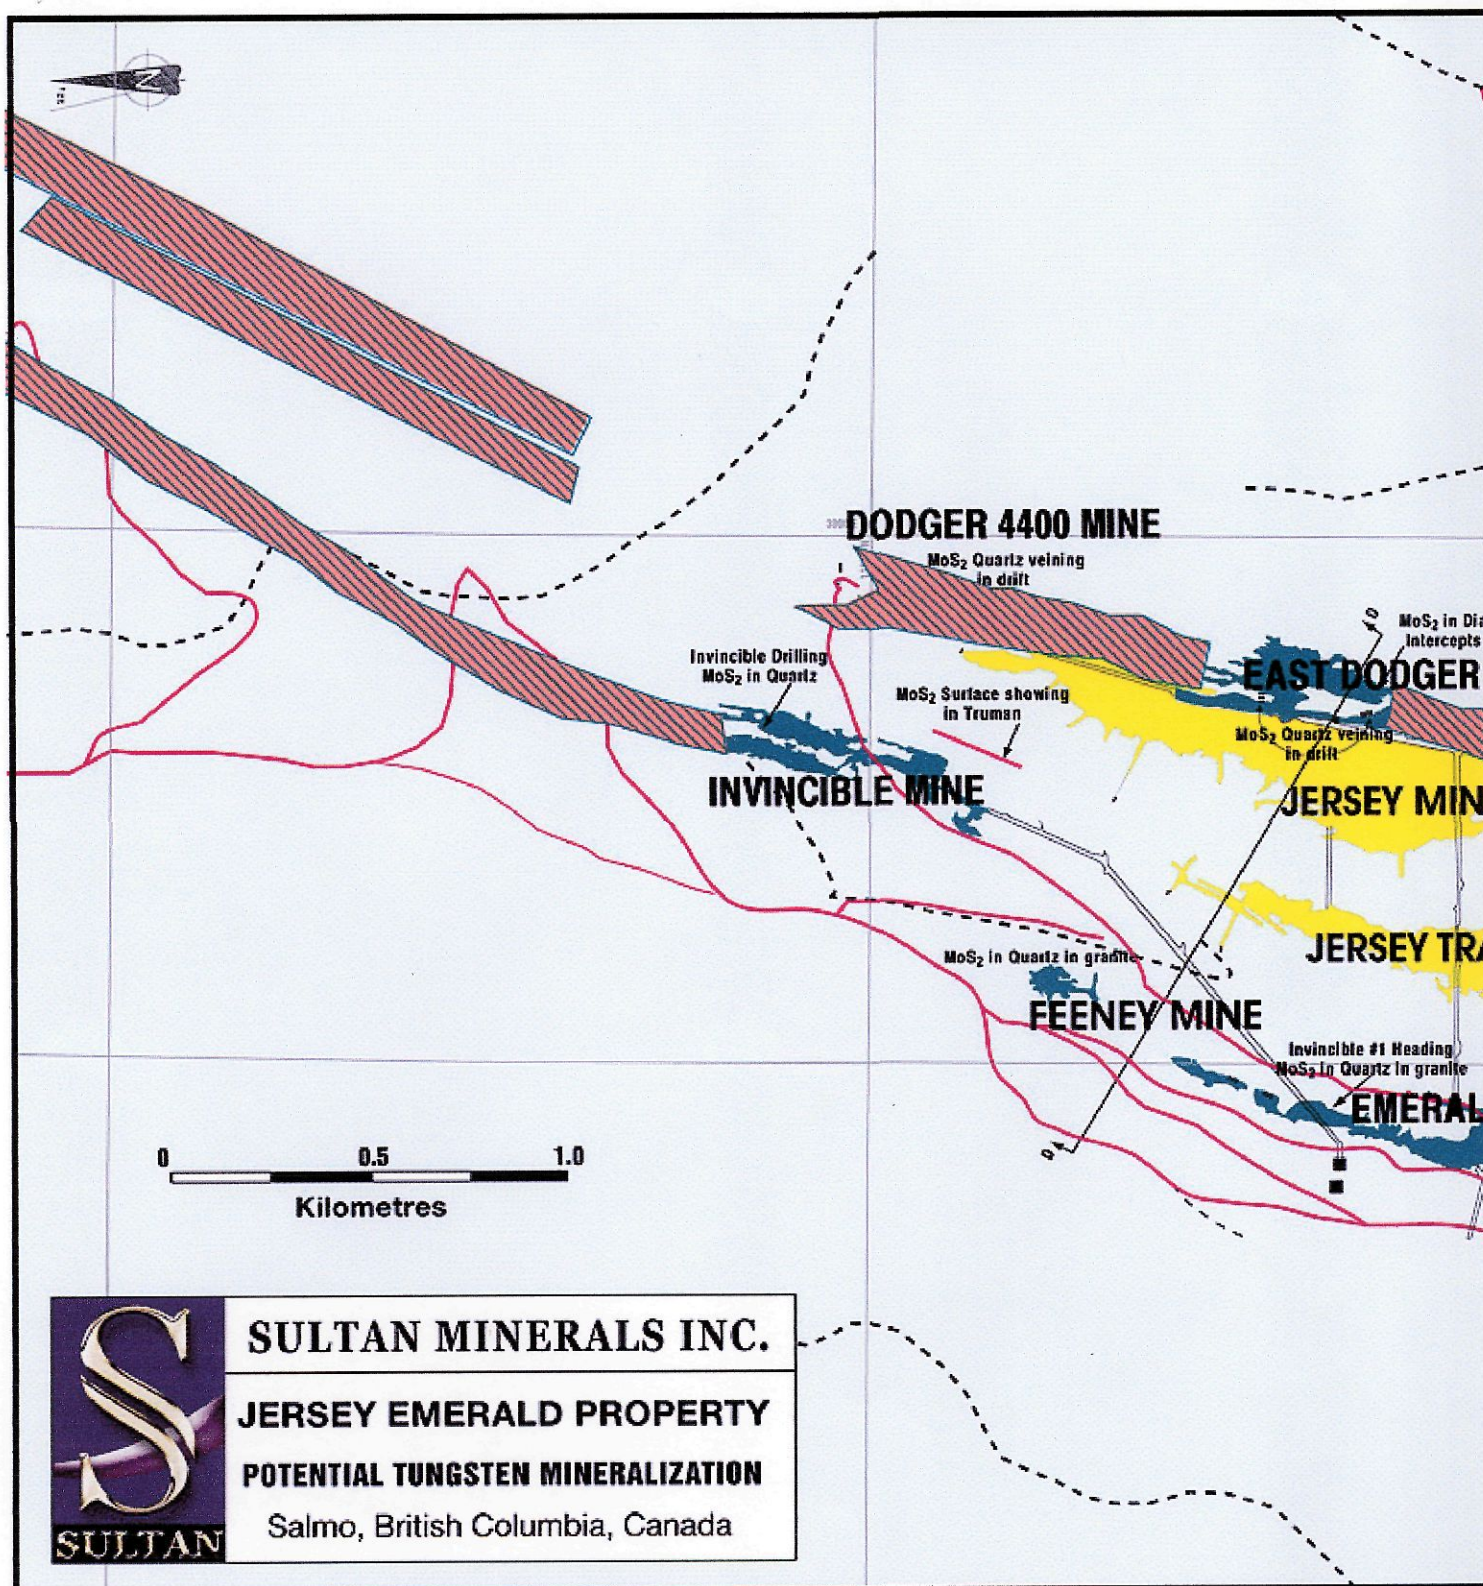 N
DODGER 4400 MINE
MoS₂ Quartz veining
in drift
D
MoS₂ in Dia
Intercepts
Invincible Drilling
MoS₂ in Quartz
EAST DODGER
MoS₂ Surface showing
in Truman
MoS₂ Quartz veining
in drift
INVINCIBLE MINE
JERSEY MIN
JERSEY TRA
MoS₂ in Quartz in granite
FEENEY MINE
Invincible #1 Heading
MoS₂ in Quartz in granite
EMERAL
D
0 0.5 1.0
Kilometres
SULTAN MINERALS INC.
JERSEY EMERALD PROPERTY
POTENTIAL TUNGSTEN MINERALIZATION
Salmo, British Columbia, Canada
S
SULTAN